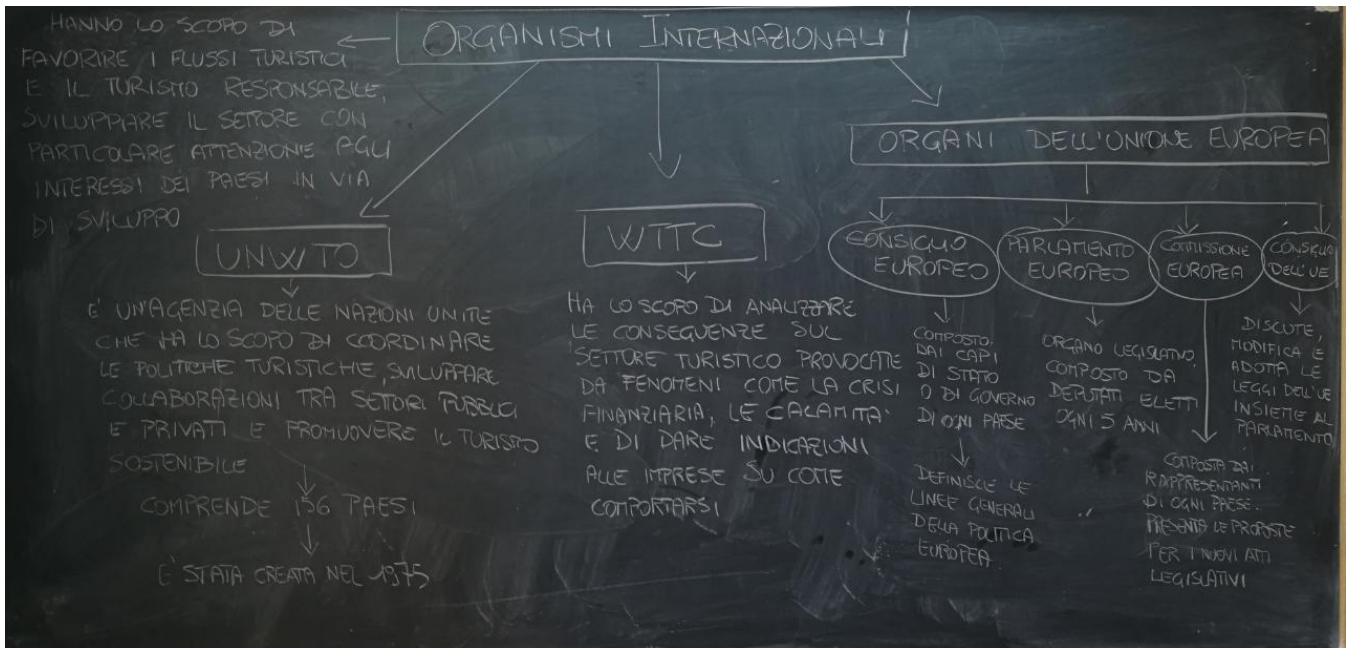 ORGANISMI INTERNAZIONALI
HANNO LO SCOPO DI
FAVORIRE I FLUSSI TURISTICI
E IL TURISMO RESPONSABILE,
SVILUPPARE IL SETTORE CON
PARTICOLARE ATTENZIONE AGLI
INTERESSI DEI PAESI IN VIA
DI SVILUPPO
UNWTO
E' UN'AGENZIA DELLE NAZIONI UNITE
CHE HA LO SCOPO DI COORDINARE
LE POLITICHE TURISTICHE, SVILUPPARE
COLLABORAZIONI TRA SETTORI PUBBLICI
E PRIVATI E PROMUOVERE IL TURISMO
SOSTENIBILE
COMPRENDE 156 PAESI
E' STATA CREATA NEL 1975
WTTC
HA LO SCOPO DI ANALIZZARE
LE CONSEGUENZE SUL
SETTORE TURISTICO PROVOCATE
DA FENOMENI COME LA CRISI
FINANZIARIA, LE CALAMITA'
E DI DARE INDICAZIONI
ALLE IMPRESE SU COME
COMPORTARSI
ORGANI DELL'UNIONE EUROPEA
CONSIGLIO
EUROPEO
COMPOSTO
DAI CAPI
DI STATO
O DI GOVERNO
DI OGNI PAESE
DEFINISCE LE
LINEE GENERALI
DELLA POLITICA
EUROPEA
PARLAMENTO
EUROPEO
ORGANO LEGISLATIVO
COMPOSTO DA
DEPUTATI ELETTI
OGNI 5 ANNI
COMMISSIONE
EUROPEA
COMPOSTA DAI
RAPPRESENTANTI
DI OGNI PAESE.
PRESENTA LE PROPOSTE
PER I NUOVI ATTI
LEGISLATIVI
CONSIGLIO
DELL'UE
DISCUTE,
MODIFICA E
ADOTTA LE
LEGGI DELL'UE
INSIEME AL
PARLAMENTO